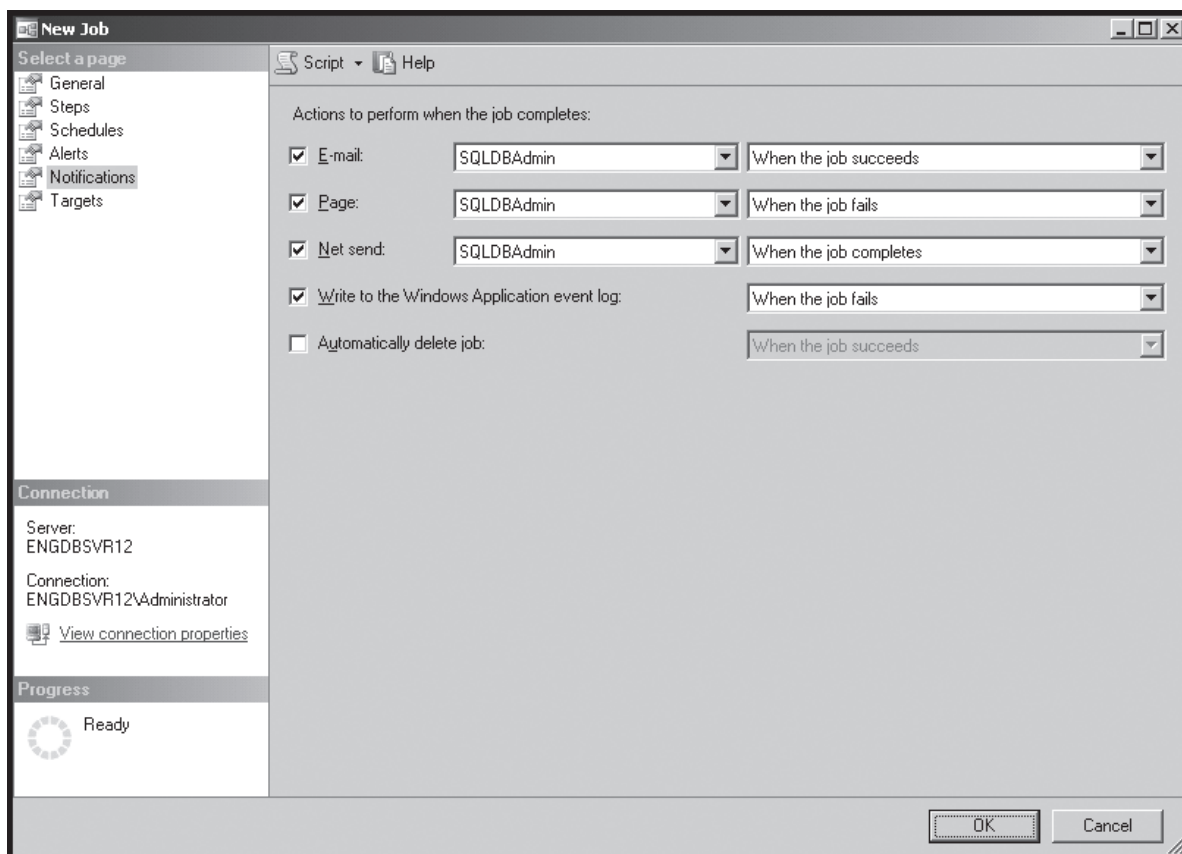 New Job
Select a page
General
Steps
Schedules
Alerts
Notifications
Targets
Connection
Server:
ENGDBSVR12
Connection:
ENGDBSVR12\Administrator
View connection properties
Progress
Ready
Script Help
Actions to perform when the job completes:
E-mail: SQLDBAdmin When the job succeeds
Page: SQLDBAdmin When the job fails
Net send: SQLDBAdmin When the job completes
Write to the Windows Application event log: When the job fails
Automatically delete job: When the job succeeds
OK Cancel